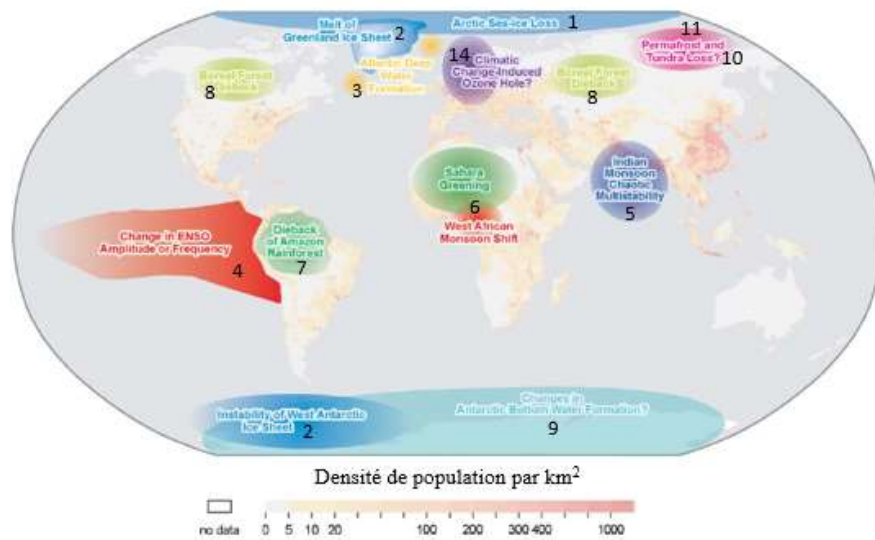 Melt of
Greenland Ice Sheet
2
Arctic Sea-ice Loss
1
11
Permafrost and
Tundra Loss?
10
Boreal Forest
Dieback
8
Atlantic Deep
Water
Formation
3
14
Climatic
Change-Induced
Ozone Hole?
Boreal Forest
Dieback
8
Sahara
Greening
6
West African
Monsoon Shift
Indian
Monsoon
Chaotic
Multistability
5
Change in ENSO
Amplitude or Frequency
4
Dieback
of Amazon
Rainforest
7
Instability of West Antarctic
Ice Sheet
2
Changes in
Antarctic Bottom Water Formation?
9
Densité de population par km²
no data
0 5 10 20 100 200 300 400 1000